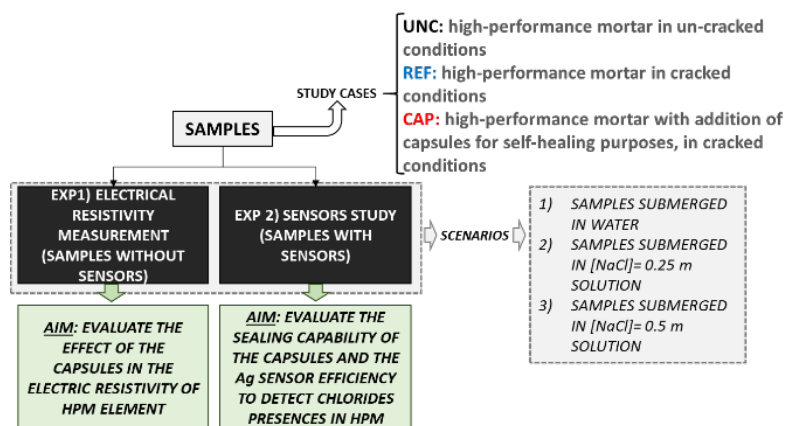 UNC: high-performance mortar in un-cracked
conditions
REF: high-performance mortar in cracked
conditions
CAP: high-performance mortar with addition of
capsules for self-healing purposes, in cracked
conditions
STUDY CASES
SAMPLES
EXP1) ELECTRICAL
RESISTIVITY
MEASUREMENT
(SAMPLES WITHOUT
SENSORS)
EXP 2) SENSORS STUDY
(SAMPLES WITH
SENSORS)
SCENARIOS
1) SAMPLES SUBMERGED
IN WATER
2) SAMPLES SUBMERGED
IN [NaCl]= 0.25 m
SOLUTION
3) SAMPLES SUBMERGED
IN [NaCl]= 0.5 m
SOLUTION
AIM: EVALUATE THE
EFFECT OF THE
CAPSULES IN THE
ELECTRIC RESISTIVITY OF
HPM ELEMENT
AIM: EVALUATE THE
SEALING CAPABILITY OF
THE CAPSULES AND THE
Ag SENSOR EFFICIENCY
TO DETECT CHLORIDES
PRESENCES IN HPM